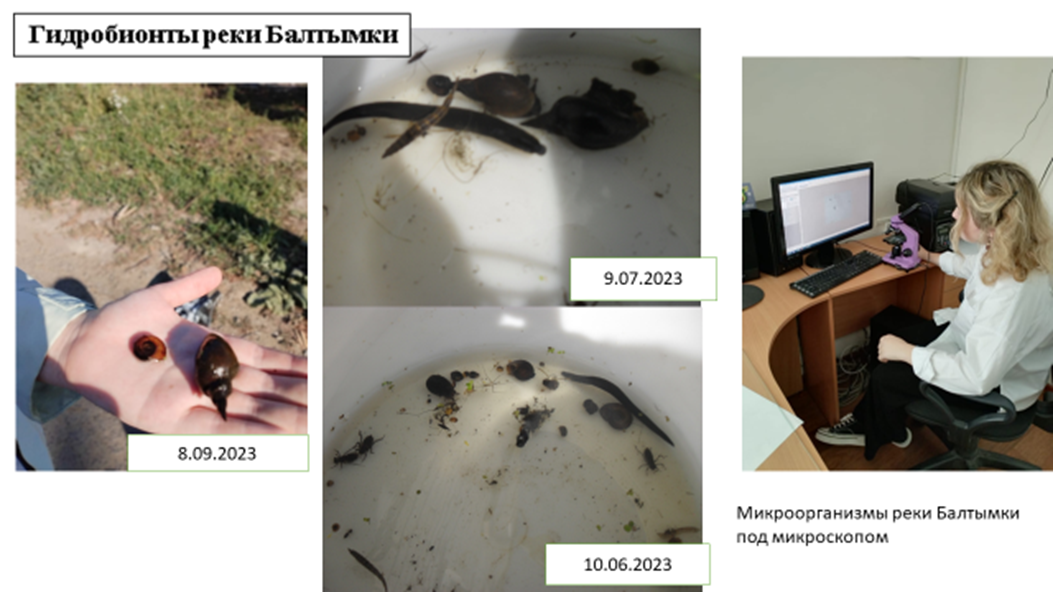 Гидробионты реки Балтымки
9.07.2023
8.09.2023
10.06.2023
Микроорганизмы реки Балтымки
под микроскопом